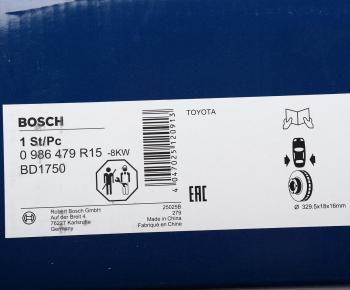 BOSCH
TOYOTA
1 St/Pc
0 986 479 R15 -8KW
BD1750
4 047025 120913
EAC
Ø 329.5x18x16mm
BOSCH
Robert Bosch GmbH
Auf der Breit 4
76227 Karlsruhe
Germany
25025B
279
Made in China
Fabriqué en Chine